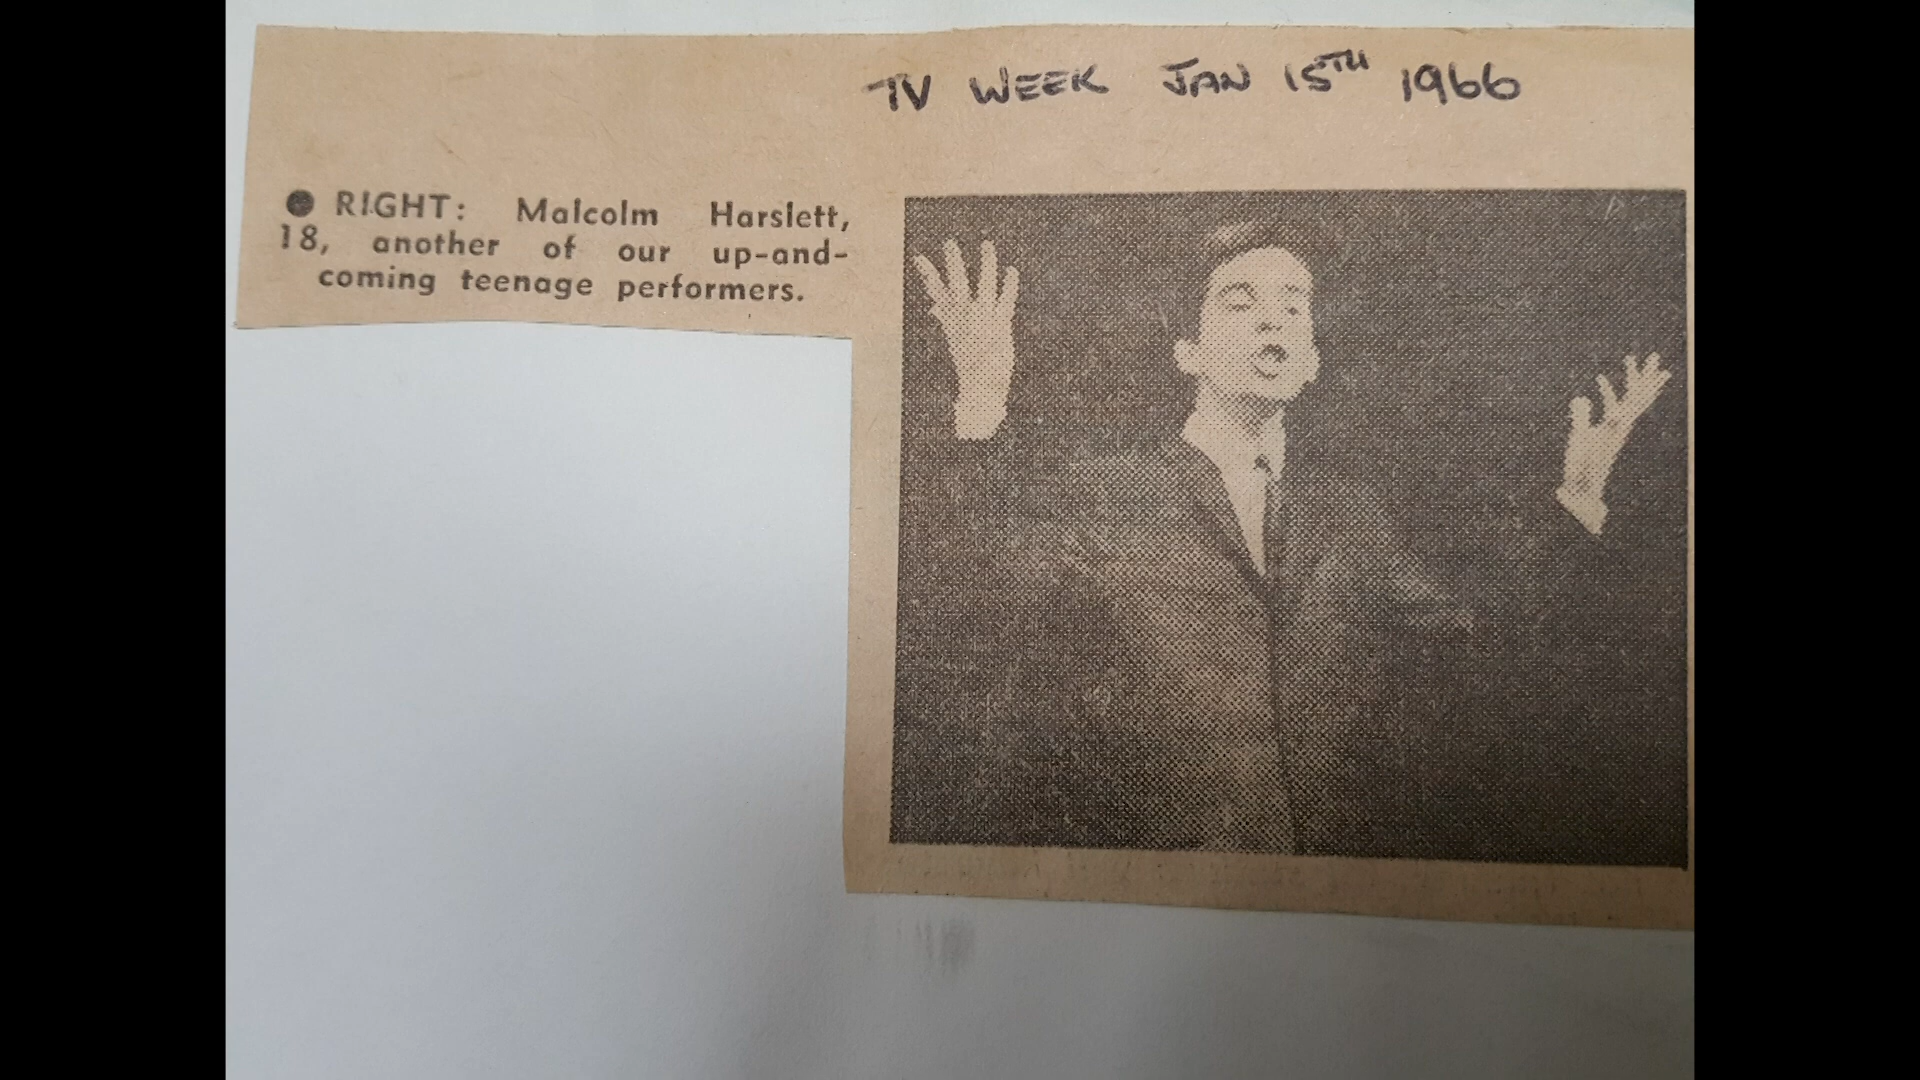 TV WEEK JAN 15TH 1966
● RIGHT: Malcolm Harslett,
18, another of our up-and-
coming teenage performers.